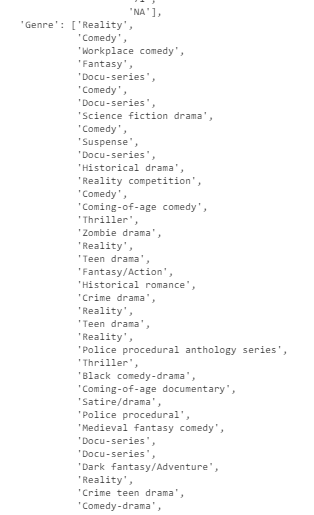 'NA'],
'Genre': ['Reality',
'Comedy',
'Workplace comedy',
'Fantasy',
'Docu-series',
'Comedy',
'Docu-series',
'Science fiction drama',
'Comedy',
'Suspense',
'Docu-series',
'Historical drama',
'Reality competition',
'Comedy',
'Coming-of-age comedy',
'Thriller',
'Zombie drama',
'Reality',
'Teen drama',
'Fantasy/Action',
'Historical romance',
'Crime drama',
'Reality',
'Teen drama',
'Reality',
'Police procedural anthology series',
'Thriller',
'Black comedy-drama',
'Coming-of-age documentary',
'Satire/drama',
'Police procedural',
'Medieval fantasy comedy',
'Docu-series',
'Docu-series',
'Dark fantasy/Adventure',
'Reality',
'Crime teen drama',
'Comedy-drama',